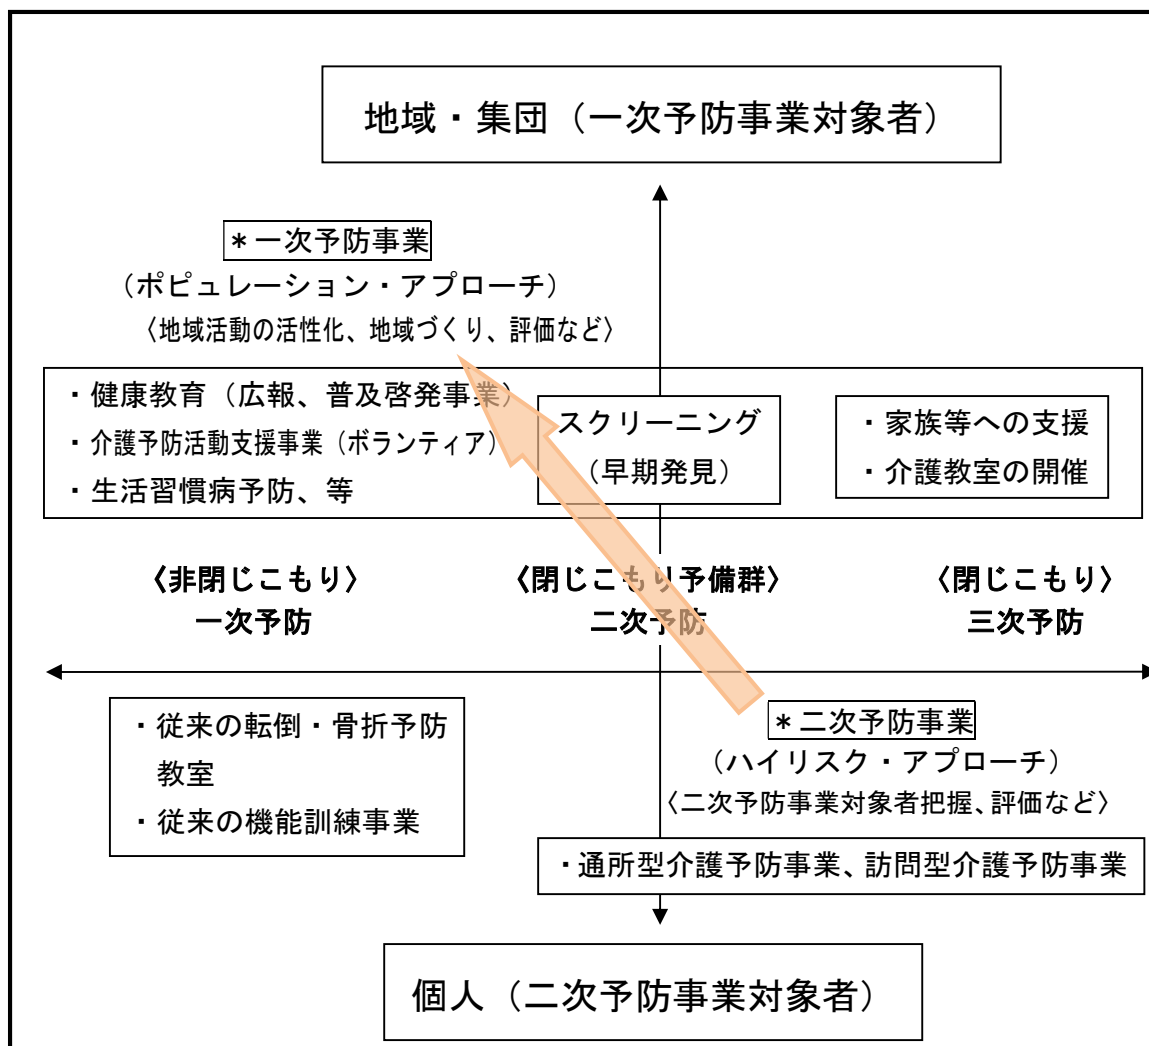 地域・集団（一次予防事業対象者）
＊一次予防事業
（ポピュレーション・アプローチ）
〈地域活動の活性化、地域づくり、評価など〉
・健康教育（広報、普及啓発事業）
・介護予防活動支援事業（ボランティア）
・生活習慣病予防、等
スクリーニング
（早期発見）
・家族等への支援
・介護教室の開催
〈非閉じこもり〉
一次予防
〈閉じこもり予備群〉
二次予防
〈閉じこもり〉
三次予防
・従来の転倒・骨折予防
教室
・従来の機能訓練事業
＊二次予防事業
（ハイリスク・アプローチ）
〈二次予防事業対象者把握、評価など〉
・通所型介護予防事業、訪問型介護予防事業
個人（二次予防事業対象者）